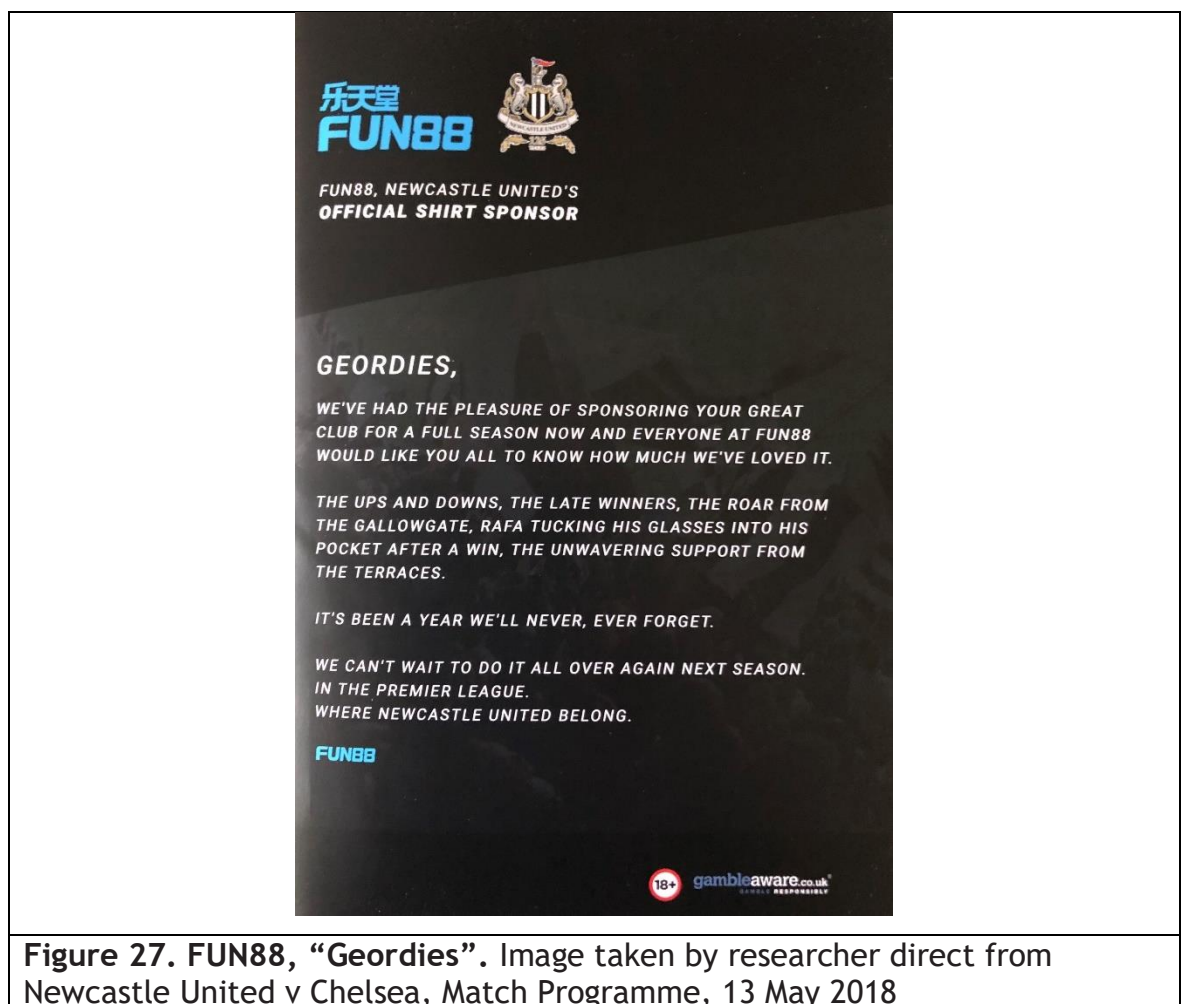 乐天堂
FUN88
NEWCASTLE UNITED
FUN88, NEWCASTLE UNITED'S
OFFICIAL SHIRT SPONSOR
GEORDIES,
WE'VE HAD THE PLEASURE OF SPONSORING YOUR GREAT
CLUB FOR A FULL SEASON NOW AND EVERYONE AT FUN88
WOULD LIKE YOU ALL TO KNOW HOW MUCH WE'VE LOVED IT.
THE UPS AND DOWNS, THE LATE WINNERS, THE ROAR FROM
THE GALLOWGATE, RAFA TUCKING HIS GLASSES INTO HIS
POCKET AFTER A WIN, THE UNWAVERING SUPPORT FROM
THE TERRACES.
IT'S BEEN A YEAR WE'LL NEVER, EVER FORGET.
WE CAN'T WAIT TO DO IT ALL OVER AGAIN NEXT SEASON.
IN THE PREMIER LEAGUE.
WHERE NEWCASTLE UNITED BELONG.
FUN88
18+
gambleaware.co.uk
GAMBLE RESPONSIBLY
Figure 27. FUN88, “Geordies”. Image taken by researcher direct from
Newcastle United v Chelsea, Match Programme, 13 May 2018